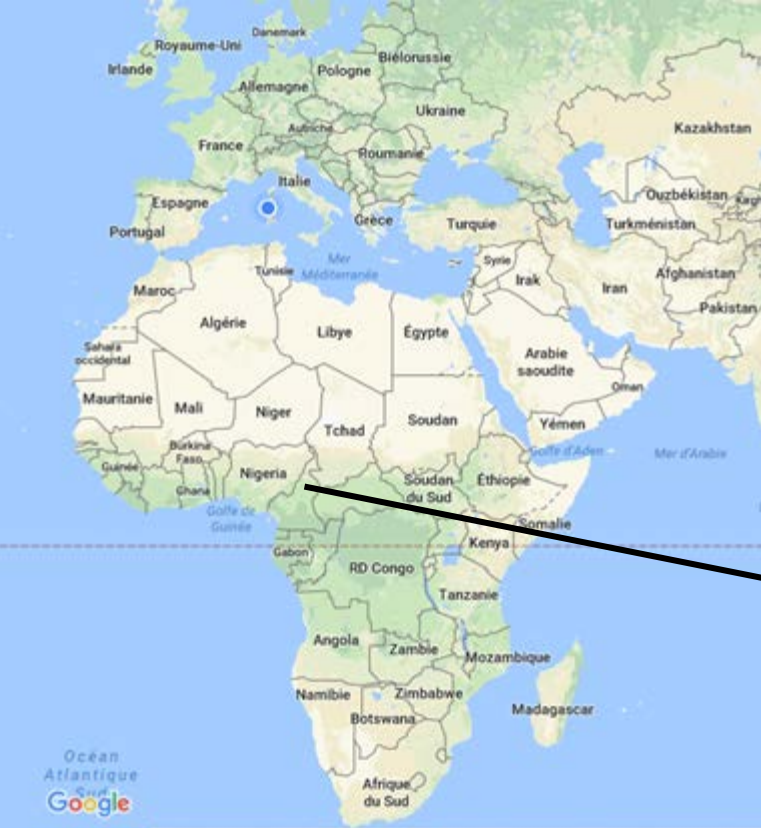 Danemark
Royaume-Uni
Biélorussie
Irlande
Pologne
Allemagne
Ukraine
Kazakhstan
Autriche
France
Roumanie
Italie
Ouzbékistan
Espagne
Grèce
Turquie
Turkménistan
Portugal
Mer
Méditerranée
Syrie
Tunisie
Afghanistan
Irak
Iran
Maroc
Pakistan
Algérie
Libye
Égypte
Sahara
occidental
Arabie
saoudite
Oman
Mauritanie
Mali
Niger
Tchad
Soudan
Yémen
Burkina
Faso
Golfe d'Aden
Mer d'Arabie
Guinée
Nigeria
Soudan
du Sud
Éthiopie
Ghana
Golfe de
Guinée
Somalie
Gabon
Kenya
RD Congo
Tanzanie
Angola
Zambie
Mozambique
Namibie
Zimbabwe
Madagascar
Botswana
Océan
Atlantique
Sud
Afrique
du Sud
Google